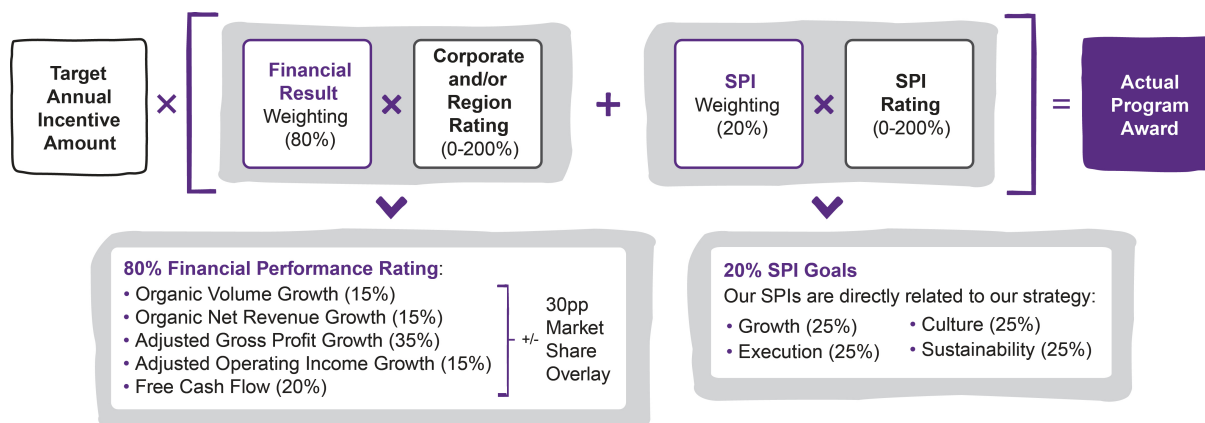 Target
Annual
Incentive
Amount
×
[
Financial
Result
Weighting
(80%)
×
Corporate
and/or
Region
Rating
(0-200%)
+
SPI
Weighting
(20%)
×
SPI
Rating
(0-200%)
]
=
Actual
Program
Award
80% Financial Performance Rating:
• Organic Volume Growth (15%)
• Organic Net Revenue Growth (15%)
• Adjusted Gross Profit Growth (35%)
• Adjusted Operating Income Growth (15%)
• Free Cash Flow (20%)
+/-
30pp
Market
Share
Overlay
20% SPI Goals
Our SPIs are directly related to our strategy:
• Growth (25%)
• Execution (25%)
• Culture (25%)
• Sustainability (25%)